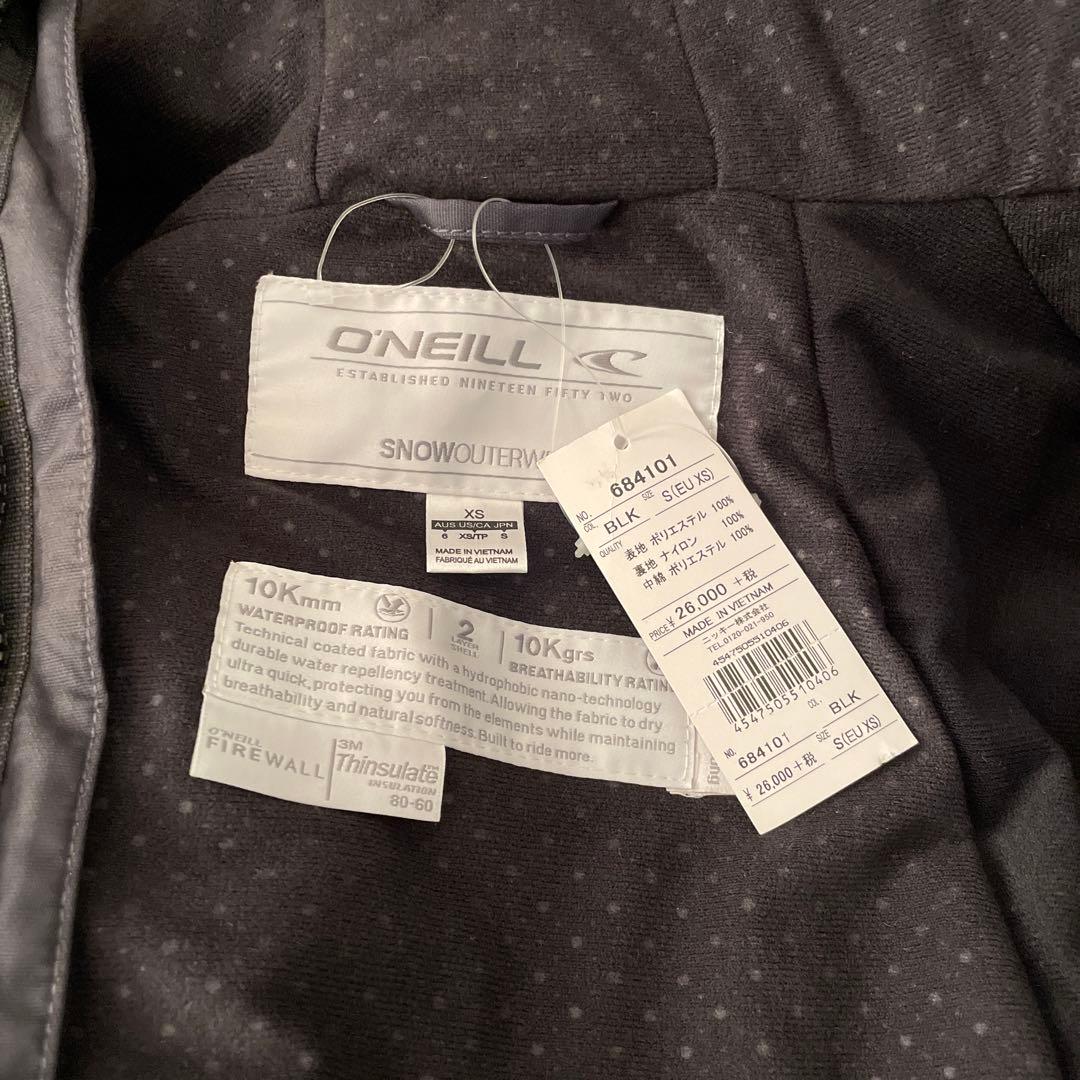 O'NEILL
ESTABLISHED NINETEEN FIFTY TWO
SNOWOUTERW
XS
AUS US/CA JPN
6 XS/TP S
MADE IN VIETNAM
FABRIQUÉ AU VIETNAM
10Kmm
WATERPROOF RATING
2
LAYER
SHELL
10Kgrs
BREATHABILITY RATIN
Technical coated fabric with a hydrophobic nano-technology
durable water repellency treatment. Allowing the fabric to dry
ultra quick, protecting you from the elements while maintaining
breathability and natural softness. Built to ride more.
O'NEILL
FIREWALL
3M
Thinsulate™
INSULATION
80-60
NO. 684101
COL. BLK SIZE S(EU XS)
QUALITY
表地 ポリエステル 100%
裏地 ナイロン 100%
中綿 ポリエステル 100%
PRICE ¥ 26,000 +税
MADE IN VIETNAM
ニッキー株式会社
TEL.0120-021-950
4547505510406
4547505510406
COL. BLK
NO. 684101 SIZE S(EU XS)
¥ 26,000 +税